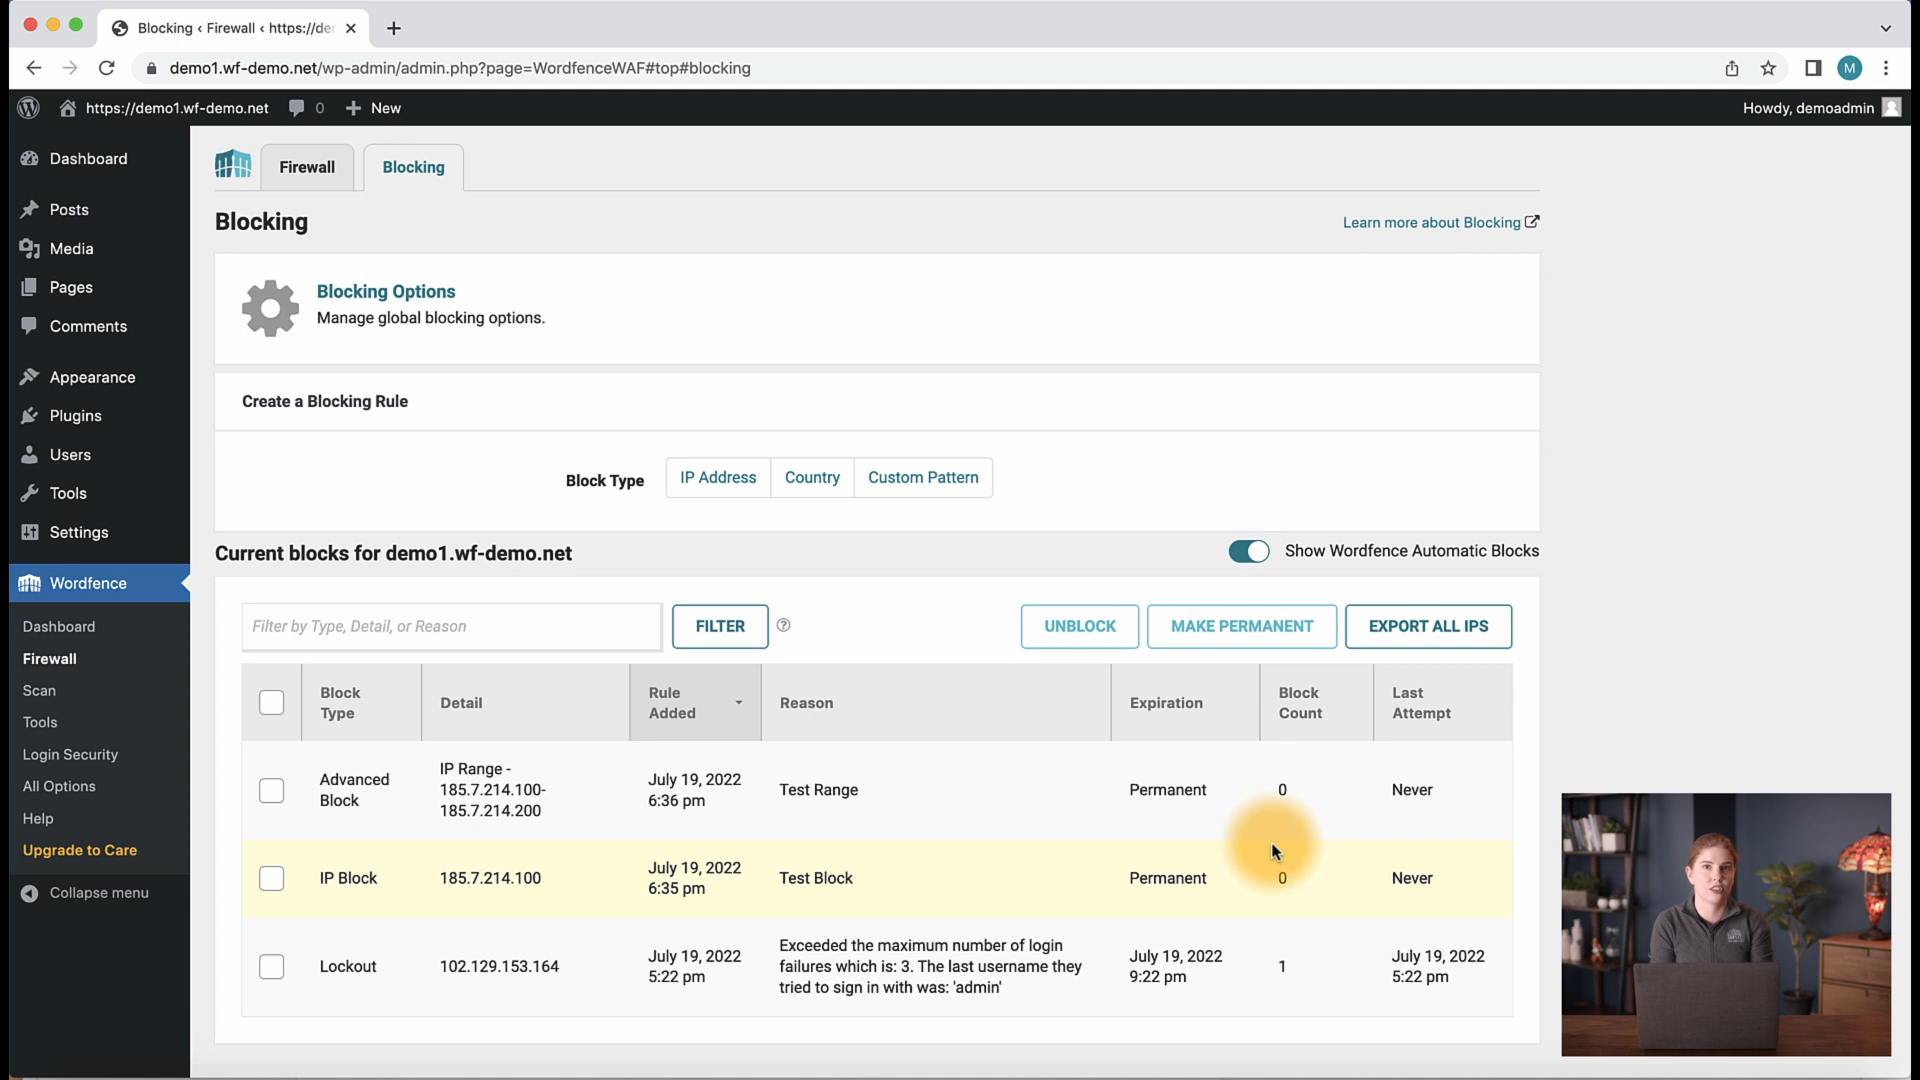 Blocking ‹ Firewall ‹ https://de
demo1.wf-demo.net/wp-admin/admin.php?page=WordfenceWAF#top#blocking
M
https://demo1.wf-demo.net
0
New
Howdy, demoadmin
Dashboard
Posts
Media
Pages
Comments
Appearance
Plugins
Users
Tools
Settings
Wordfence
Dashboard
Firewall
Scan
Tools
Login Security
All Options
Help
Upgrade to Care
Collapse menu
Firewall
Blocking
Blocking
Learn more about Blocking
Blocking Options
Manage global blocking options.
Create a Blocking Rule
Block Type
IP Address
Country
Custom Pattern
Current blocks for demo1.wf-demo.net
Show Wordfence Automatic Blocks
Filter by Type, Detail, or Reason
FILTER
?
UNBLOCK
MAKE PERMANENT
EXPORT ALL IPS
Block
Type
Detail
Rule
Added
Reason
Expiration
Block
Count
Last
Attempt
Advanced
Block
IP Range -
185.7.214.100-
185.7.214.200
July 19, 2022
6:36 pm
Test Range
Permanent
0
Never
IP Block
185.7.214.100
July 19, 2022
6:35 pm
Test Block
Permanent
0
Never
Lockout
102.129.153.164
July 19, 2022
5:22 pm
Exceeded the maximum number of login
failures which is: 3. The last username they
tried to sign in with was: 'admin'
July 19, 2022
9:22 pm
1
July 19, 2022
5:22 pm